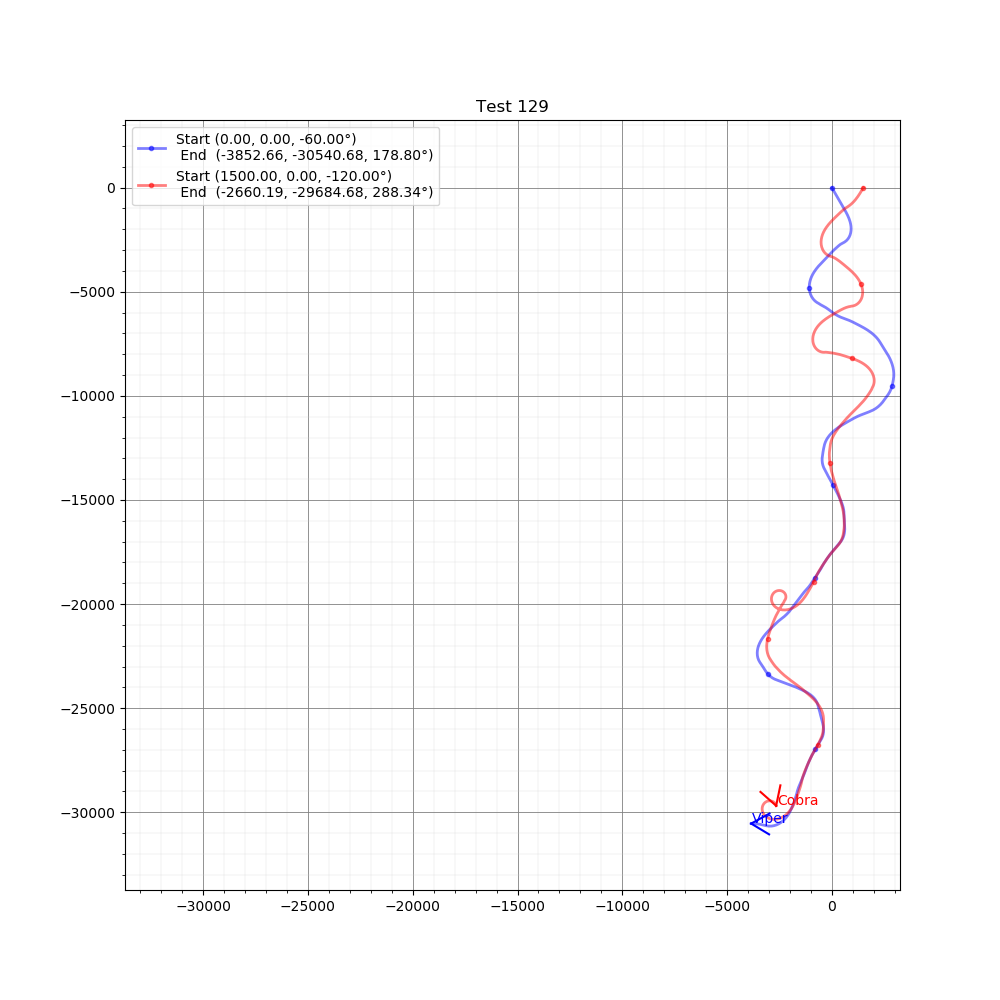 Test 129
Start (0.00, 0.00, -60.00°)
End  (-3852.66, -30540.68, 178.80°)
Start (1500.00, 0.00, -120.00°)
End  (-2660.19, -29684.68, 288.34°)
0
−5000
−10000
−15000
−20000
−25000
−30000
Cobra
Viper
−30000
−25000
−20000
−15000
−10000
−5000
0